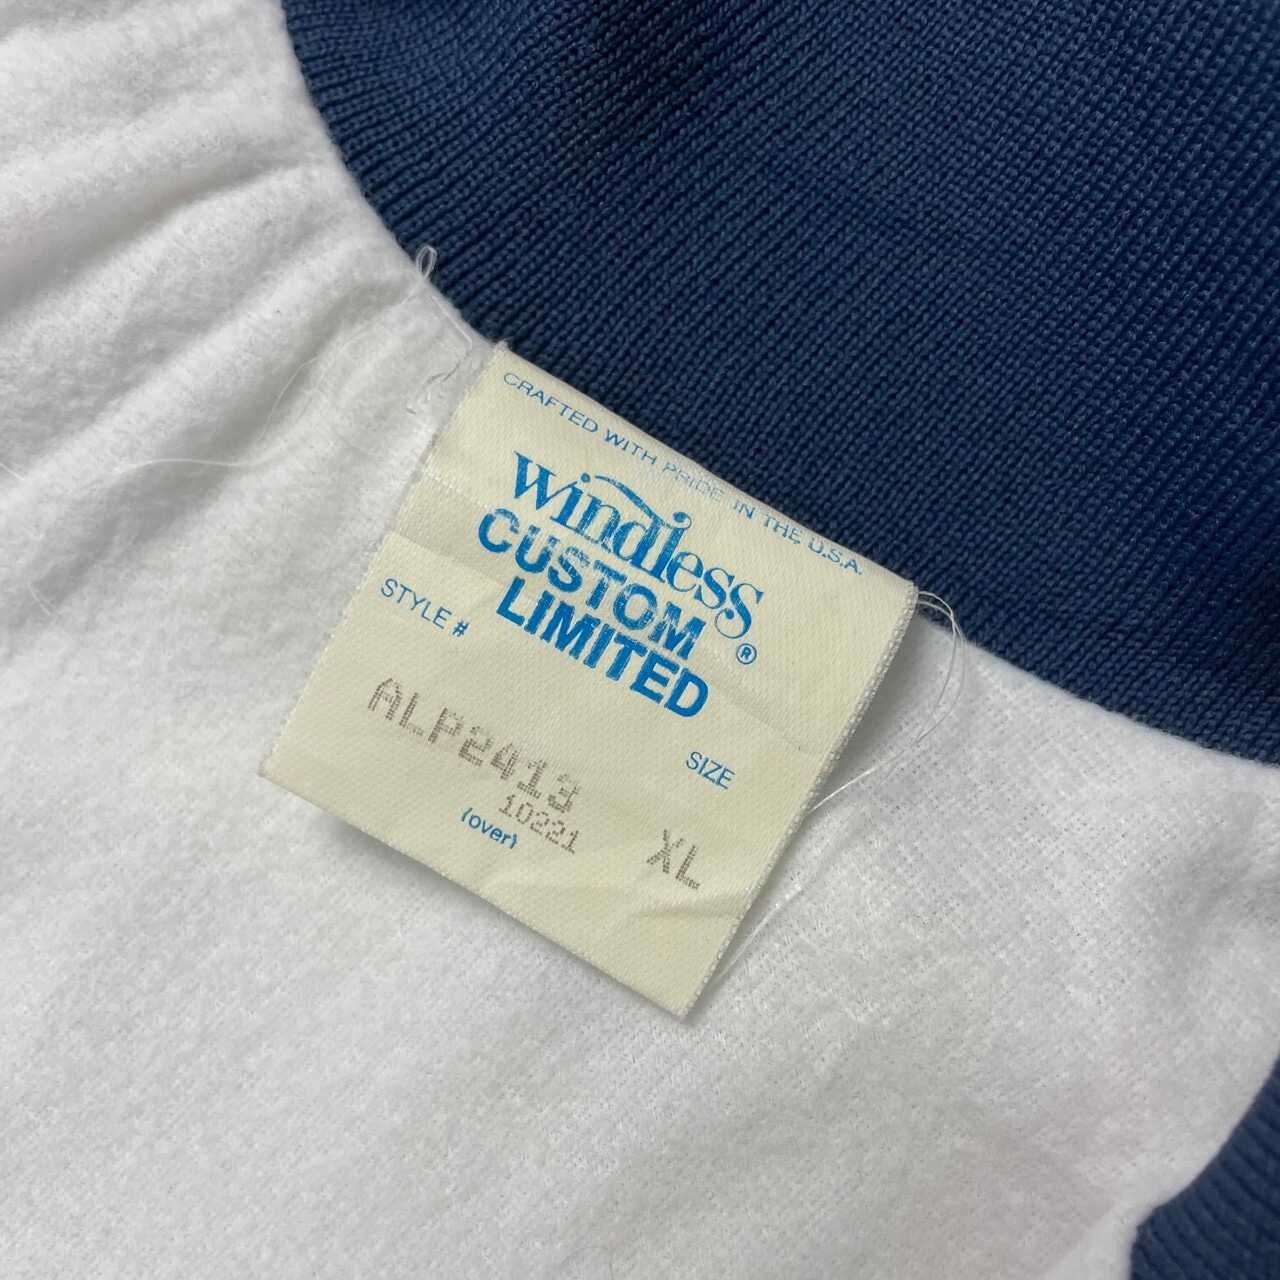 CRAFTED WITH PRIDE IN THE U.S.A.
Windless
CUSTOM
LIMITED®
STYLE #
SIZE
ALP2413
10221
XL
(over)